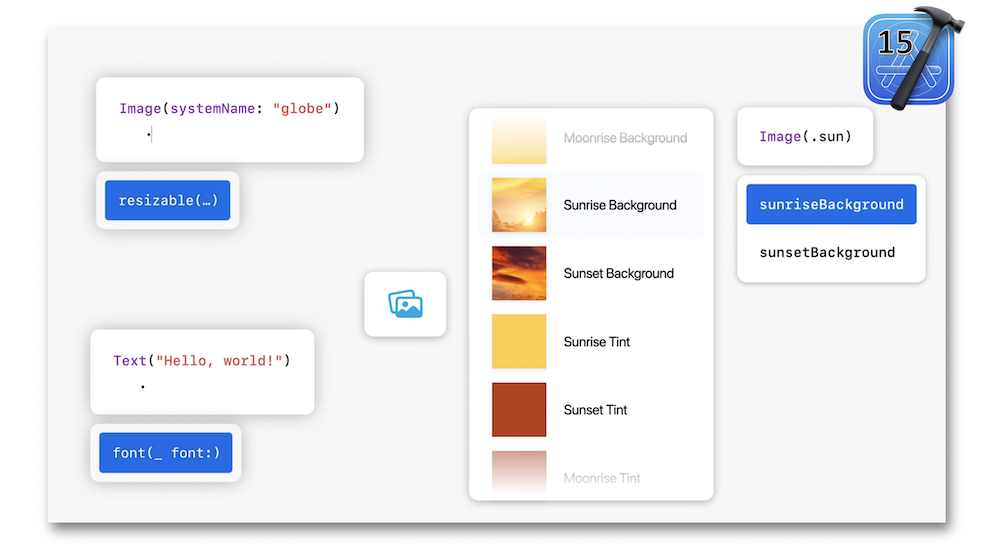 15
Image(systemName: "globe")
.
resizable(…)
Text("Hello, world!")
.
font(_ font:)
Moonrise Background
Sunrise Background
Sunset Background
Sunrise Tint
Sunset Tint
Moonrise Tint
Image(.sun)
sunriseBackground
sunsetBackground